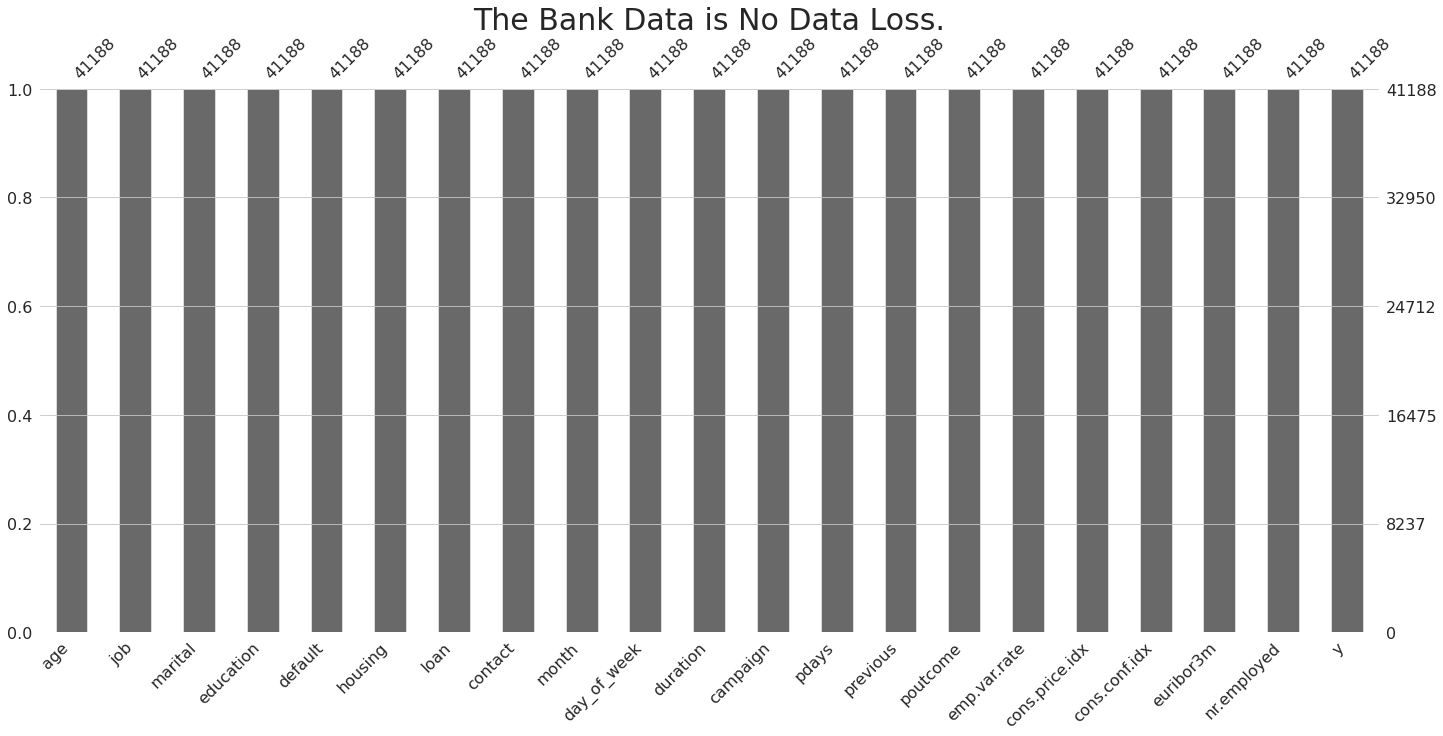 The Bank Data is No Data Loss.
41188 41188 41188 41188 41188 41188 41188 41188 41188 41188 41188 41188 41188 41188 41188 41188 41188 41188 41188 41188 41188
1.0 41188
0.8 32950
0.6 24712
0.4 16475
0.2 8237
0.0 0
age job marital education default housing loan contact month day_of_week duration campaign pdays previous poutcome emp.var.rate cons.price.idx cons.conf.idx euribor3m nr.employed y